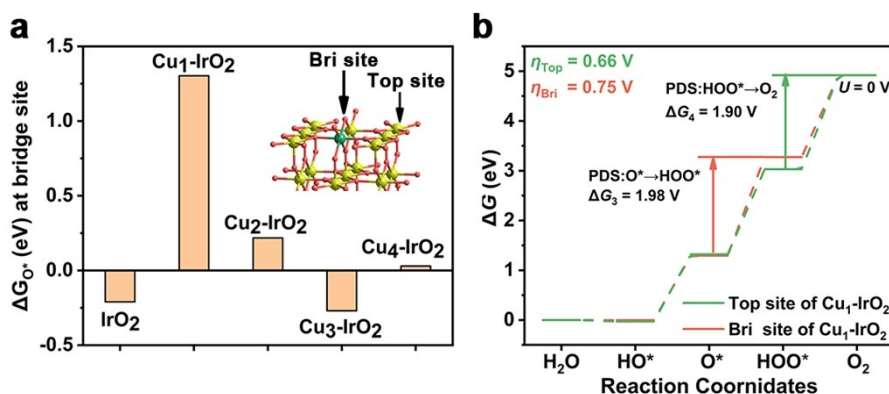 a
ΔG_O* (eV) at bridge site
1.5
1.0
0.5
0.0
-0.5
IrO₂
Cu₁-IrO₂
Cu₂-IrO₂
Cu₃-IrO₂
Cu₄-IrO₂
Bri site
Top site
b
ΔG (eV)
5
4
3
2
1
0
η_Top = 0.66 V
η_Bri = 0.75 V
PDS:HOO*→O₂
ΔG₄ = 1.90 V
U = 0 V
PDS:O*→HOO*
ΔG₃ = 1.98 V
Top site of Cu₁-IrO₂
Bri site of Cu₁-IrO₂
H₂O HO* O* HOO* O₂
Reaction Coornidates